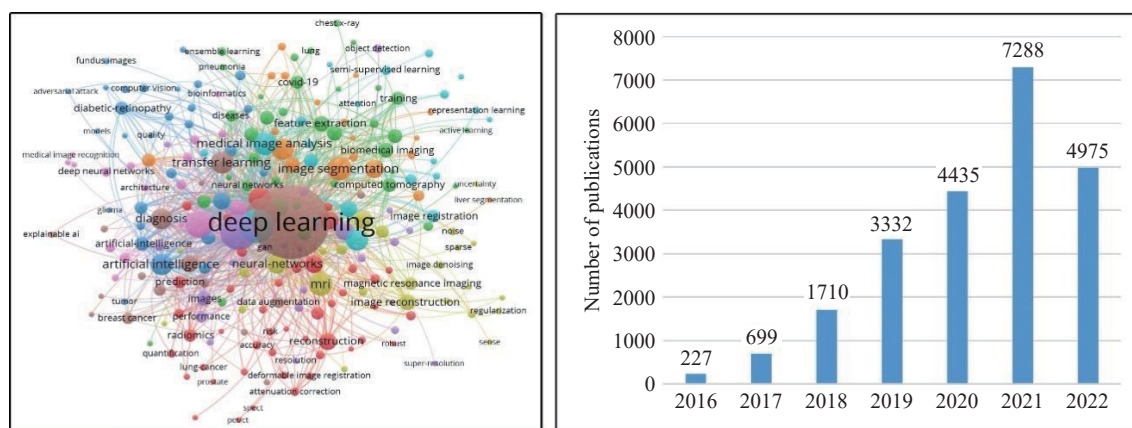 chest x-ray
ensemble learning
lung
object detection
fundus images
pneumonia
covid-19
semi-supervised learning
adversarial attack
computer vision
bioinformatics
attention
training
diabetic-retinopathy
diseases
feature extraction
representation learning
models
quality
medical image analysis
active learning
medical image recognition
transfer learning
biomedical imaging
image segmentation
deep neural networks
neural networks
computed tomography
uncertainty
architecture
liver segmentation
glioma
diagnosis
deep learning
image registration
explainable ai
noise
artificial-intelligence
gan
sparse
artificial intelligence
neural-networks
image denoising
prediction
mri
magnetic resonance imaging
tumor
images
data augmentation
image reconstruction
breast cancer
performance
regularization
radiomics
risk
accuracy
reconstruction
robust
sense
quantification
lung-cancer
resolution
super-resolution
prostate
deformable image registration
attenuation correction
spect
pet/ct
Number of publications
8000
7000
6000
5000
4000
3000
2000
1000
0
227
699
1710
3332
4435
7288
4975
2016 2017 2018 2019 2020 2021 2022